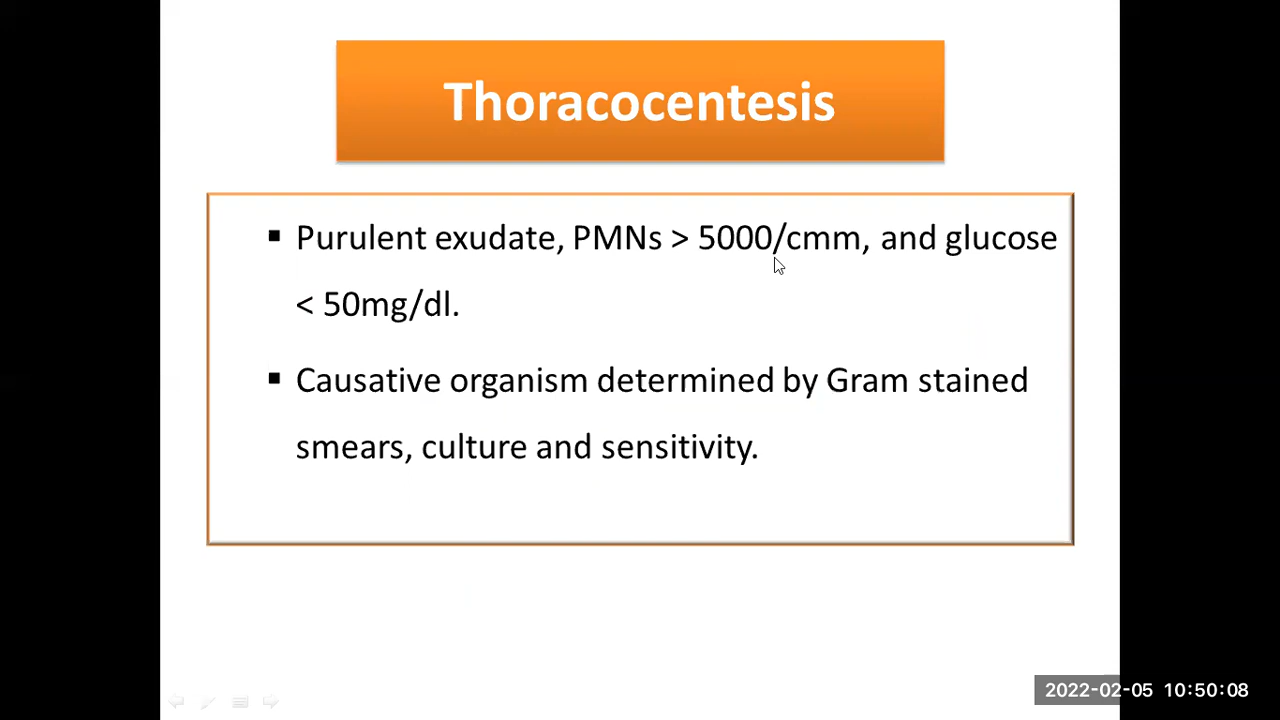 Thoracocentesis
▪ Purulent exudate, PMNs > 5000/cmm, and glucose
< 50mg/dl.
▪ Causative organism determined by Gram stained
smears, culture and sensitivity.
2022-02-05 10:50:08